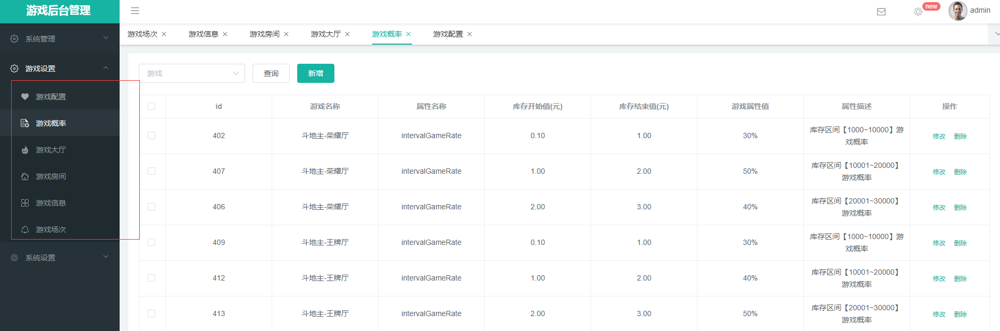 游戏后台管理
new
admin
系统管理
游戏设置
游戏配置
游戏概率
游戏大厅
游戏房间
游戏信息
游戏场次
系统设置
游戏场次 游戏信息 游戏房间 游戏大厅 游戏概率 游戏配置
游戏 查询 新增
id 游戏名称 属性名称 库存开始值(元) 库存结束值(元) 游戏属性值 属性描述 操作
402 斗地主-荣耀厅 intervalGameRate 0.10 1.00 30% 库存区间【1000~10000】游
戏概率 修改 删除
407 斗地主-荣耀厅 intervalGameRate 1.00 2.00 50% 库存区间【10001~20000】
游戏概率 修改 删除
406 斗地主-荣耀厅 intervalGameRate 2.00 3.00 40% 库存区间【20001~30000】
游戏概率 修改 删除
409 斗地主-王牌厅 intervalGameRate 0.10 1.00 30% 库存区间【1000~10000】游
戏概率 修改 删除
412 斗地主-王牌厅 intervalGameRate 1.00 2.00 40% 库存区间【10001~20000】
游戏概率 修改 删除
413 斗地主-王牌厅 intervalGameRate 2.00 3.00 50% 库存区间【20001~30000】
游戏概率 修改 删除